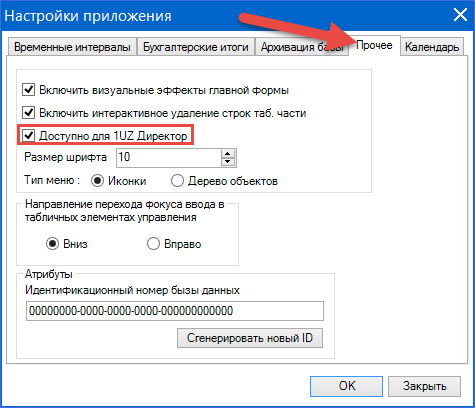 Настройки приложения
Временные интервалы Бухгалтерские итоги Архивация базы Прочее Календарь
Включить визуальные эффекты главной формы
Включить интерактивное удаление строк таб. части
Доступно для 1UZ Директор
Размер шрифта 10
Тип меню : Иконки Дерево объектов
Направление перехода фокуса ввода в
табличных элементах управления
Вниз Вправо
Атрибуты
Идентификационный номер бызы данных
00000000-0000-0000-0000-000000000000
Сгенерировать новый ID
OK Закрыть